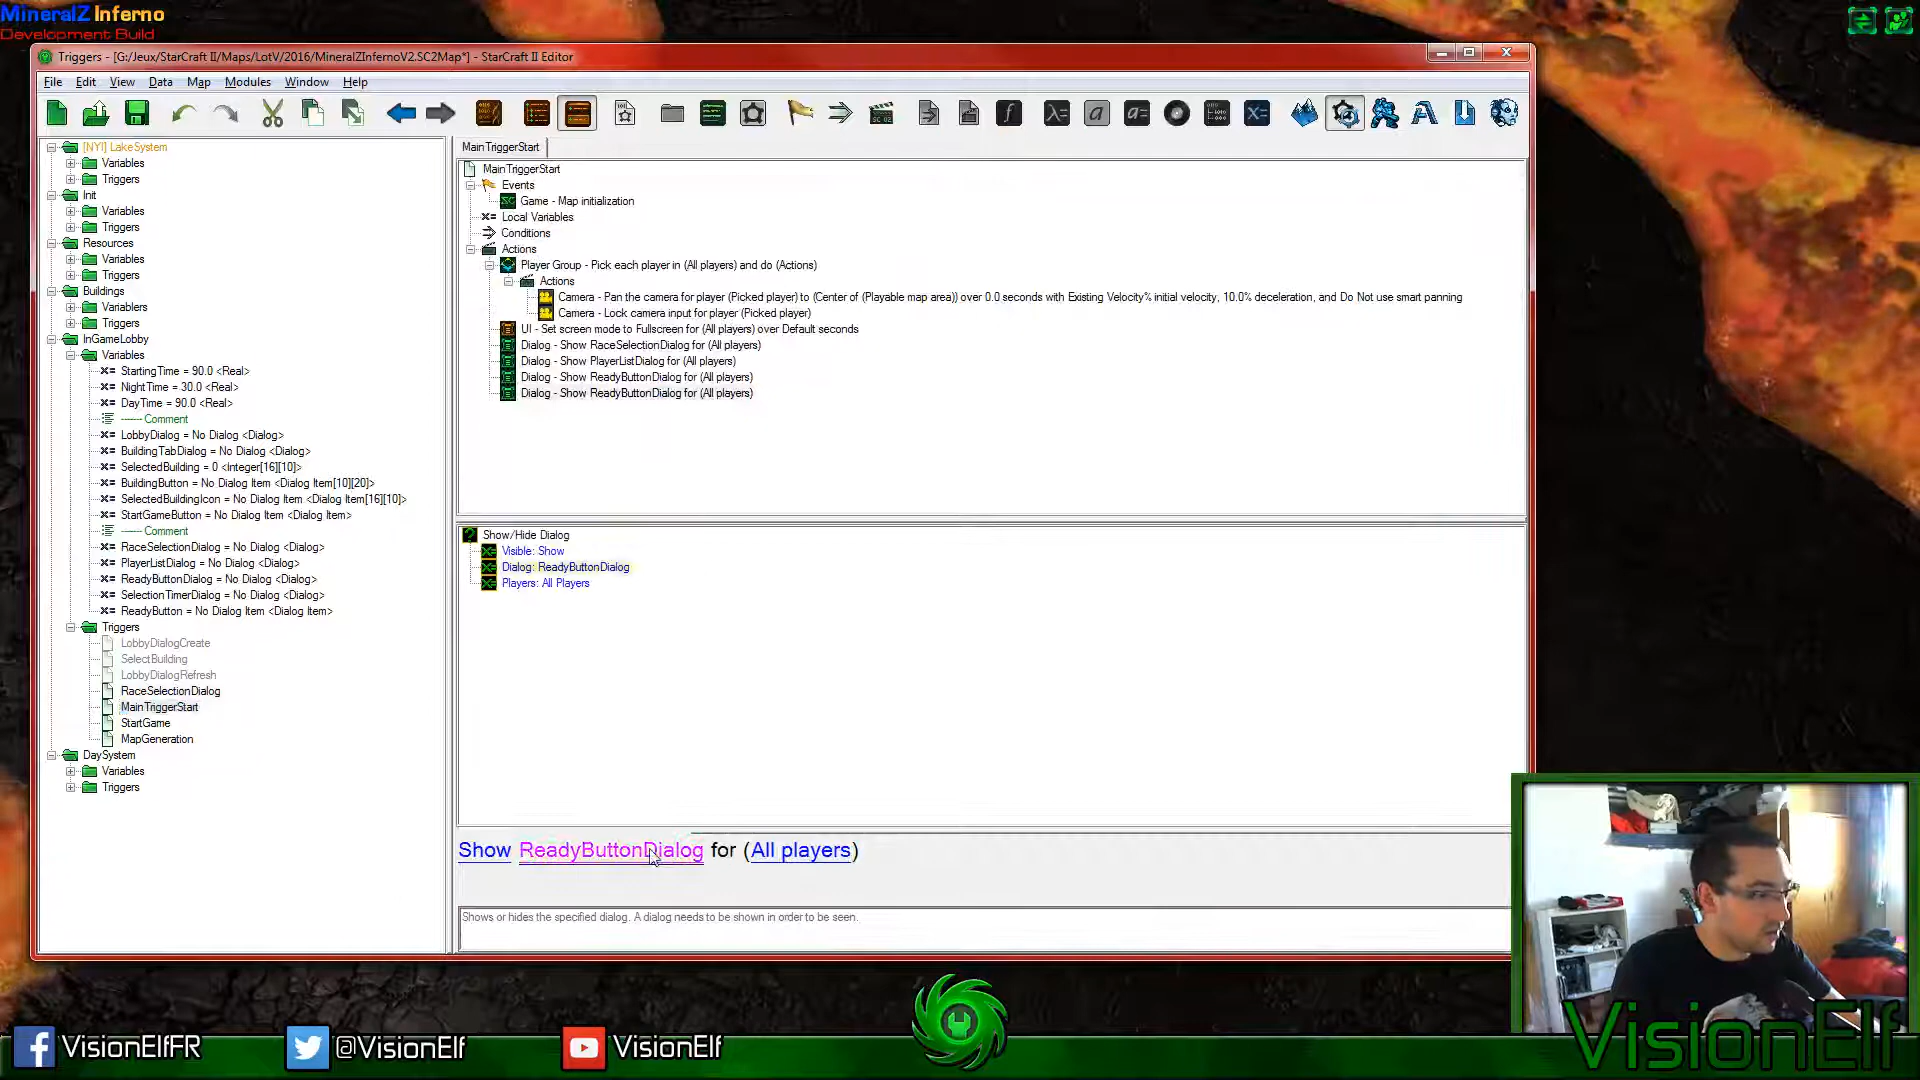 MineralZ Inferno
Development Build
Triggers - [G:/Jeux/StarCraft II/Maps/LotV/2016/MineralZInfernoV2.SC2Map*] - StarCraft II Editor
File Edit View Data Map Modules Window Help
[NYI] LakeSystem
Variables
Triggers
Init
Variables
Triggers
Resources
Variables
Triggers
Buildings
Variablers
Triggers
InGameLobby
Variables
StartingTime = 90.0 <Real>
NightTime = 30.0 <Real>
DayTime = 90.0 <Real>
------- Comment
LobbyDialog = No Dialog <Dialog>
BuildingTabDialog = No Dialog <Dialog>
SelectedBuilding = 0 <Integer[16][10]>
BuildingButton = No Dialog Item <Dialog Item[10][20]>
SelectedBuildingIcon = No Dialog Item <Dialog Item[16][10]>
StartGameButton = No Dialog Item <Dialog Item>
------- Comment
RaceSelectionDialog = No Dialog <Dialog>
PlayerListDialog = No Dialog <Dialog>
ReadyButtonDialog = No Dialog <Dialog>
SelectionTimerDialog = No Dialog <Dialog>
ReadyButton = No Dialog Item <Dialog Item>
Triggers
LobbyDialogCreate
SelectBuilding
LobbyDialogRefresh
RaceSelectionDialog
MainTriggerStart
StartGame
MapGeneration
DaySystem
Variables
Triggers
MainTriggerStart
MainTriggerStart
Events
Game - Map initialization
Local Variables
Conditions
Actions
Player Group - Pick each player in (All players) and do (Actions)
Actions
Camera - Pan the camera for player (Picked player) to (Center of (Playable map area)) over 0.0 seconds with Existing Velocity% initial velocity, 10.0% deceleration, and Do Not use smart panning
Camera - Lock camera input for player (Picked player)
UI - Set screen mode to Fullscreen for (All players) over Default seconds
Dialog - Show RaceSelectionDialog for (All players)
Dialog - Show PlayerListDialog for (All players)
Dialog - Show ReadyButtonDialog for (All players)
Dialog - Show ReadyButtonDialog for (All players)
Show/Hide Dialog
Visible: Show
Dialog: ReadyButtonDialog
Players: All Players
Show ReadyButtonDialog for (All players)
Shows or hides the specified dialog. A dialog needs to be shown in order to be seen.
VisionElfFR
@VisionElf
VisionElf
VisionElf